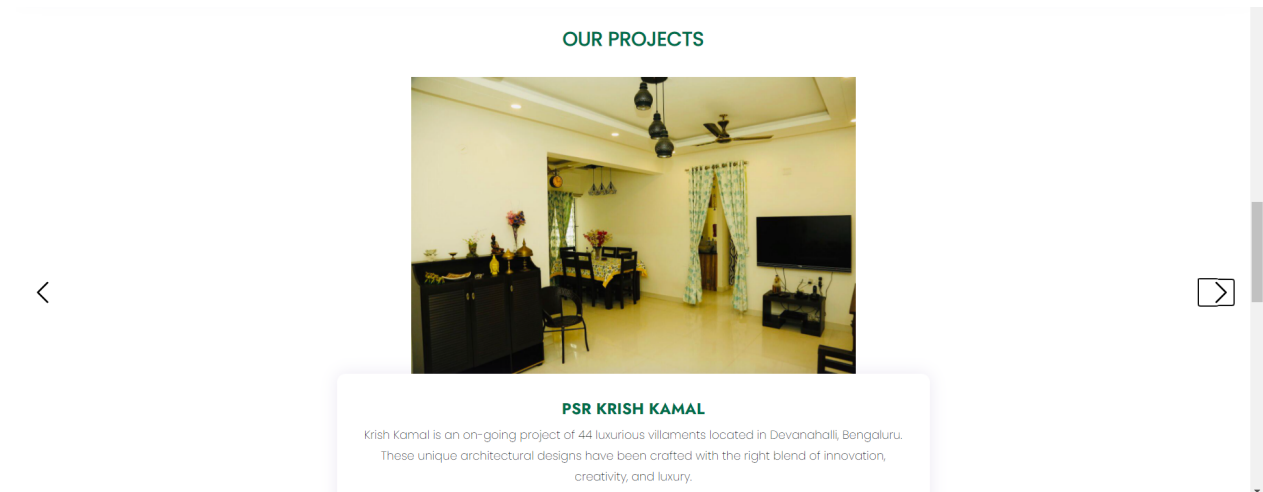 OUR PROJECTS
PSR KRISH KAMAL
Krish Kamal is an on-going project of 44 luxurious villaments located in Devanahalli, Bengaluru.
These unique architectural designs have been crafted with the right blend of innovation,
creativity, and luxury.